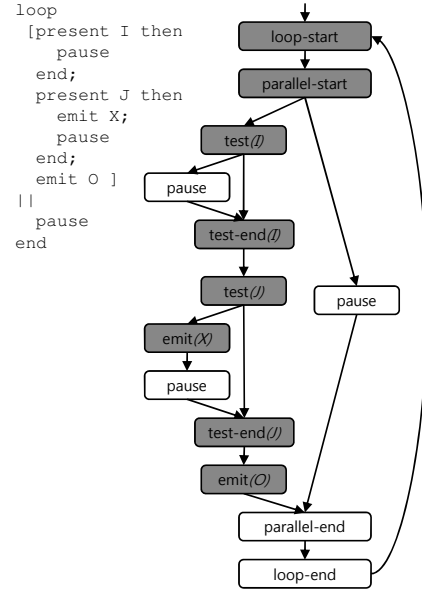 loop
[present I then
pause
end;
present J then
emit X;
pause
end;
emit O ]
||
pause
end
loop-start
parallel-start
test(I)
pause
test-end(I)
test(J)
pause
emit(X)
pause
test-end(J)
emit(O)
parallel-end
loop-end